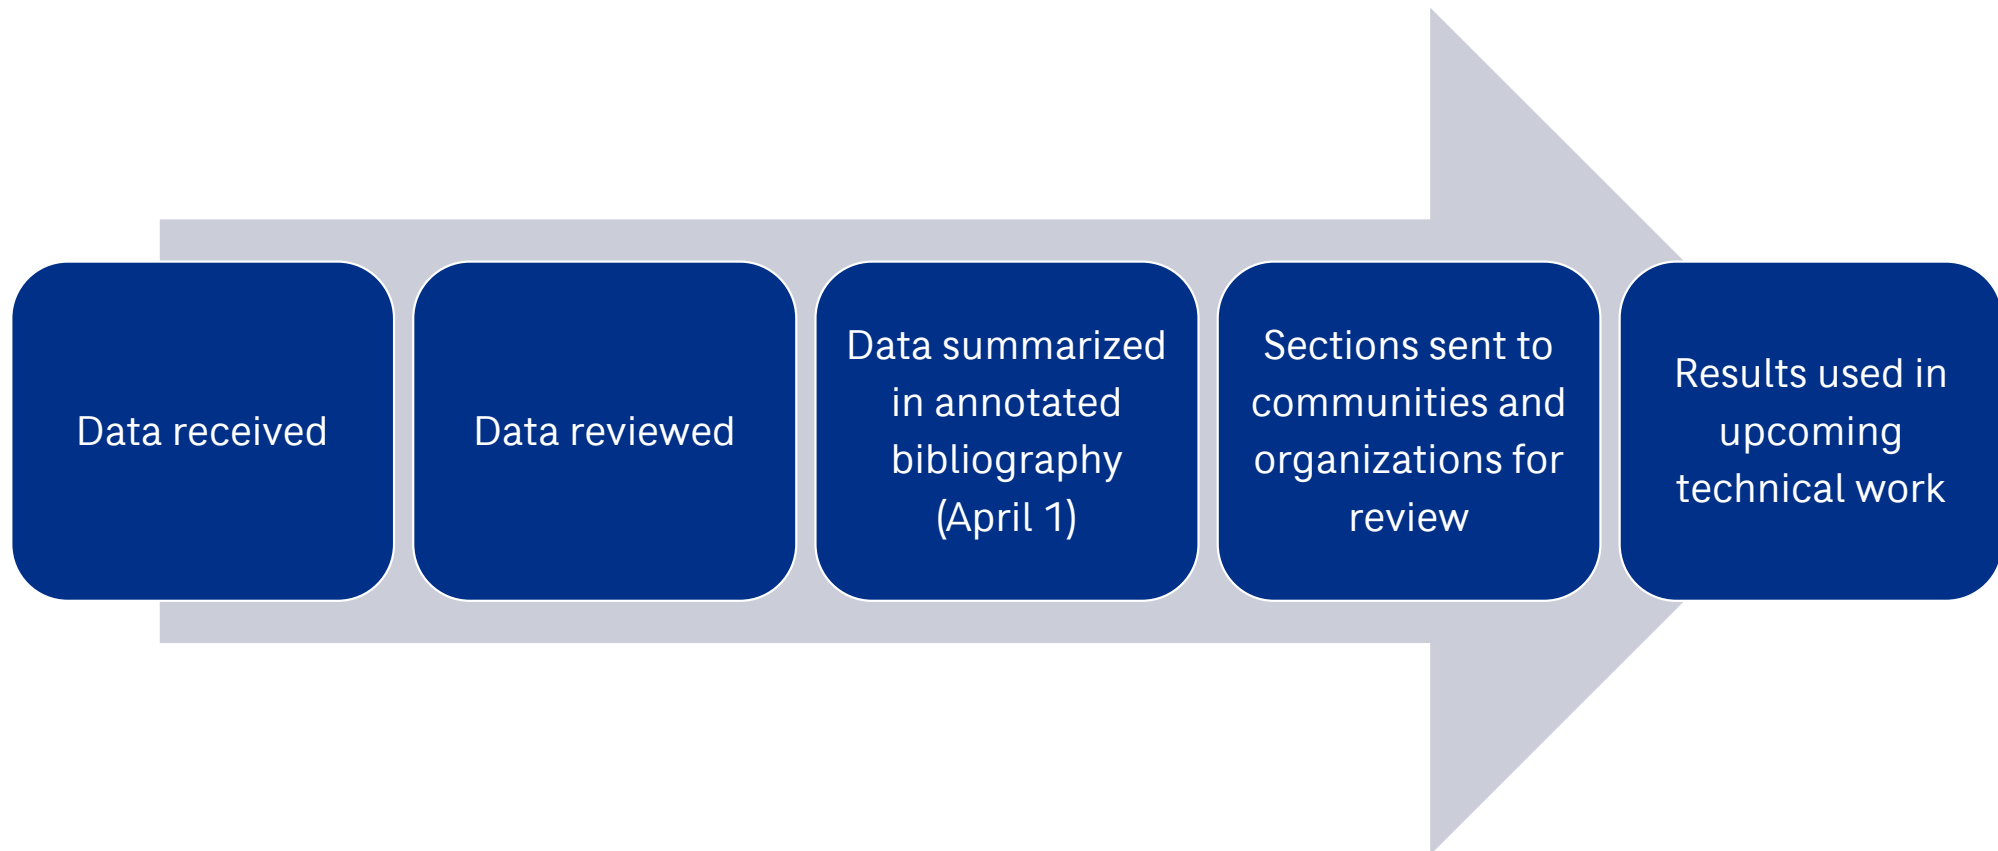 Data received
Data reviewed
Data summarized
in annotated
bibliography
(April 1)
Sections sent to
communities and
organizations for
review
Results used in
upcoming
technical work